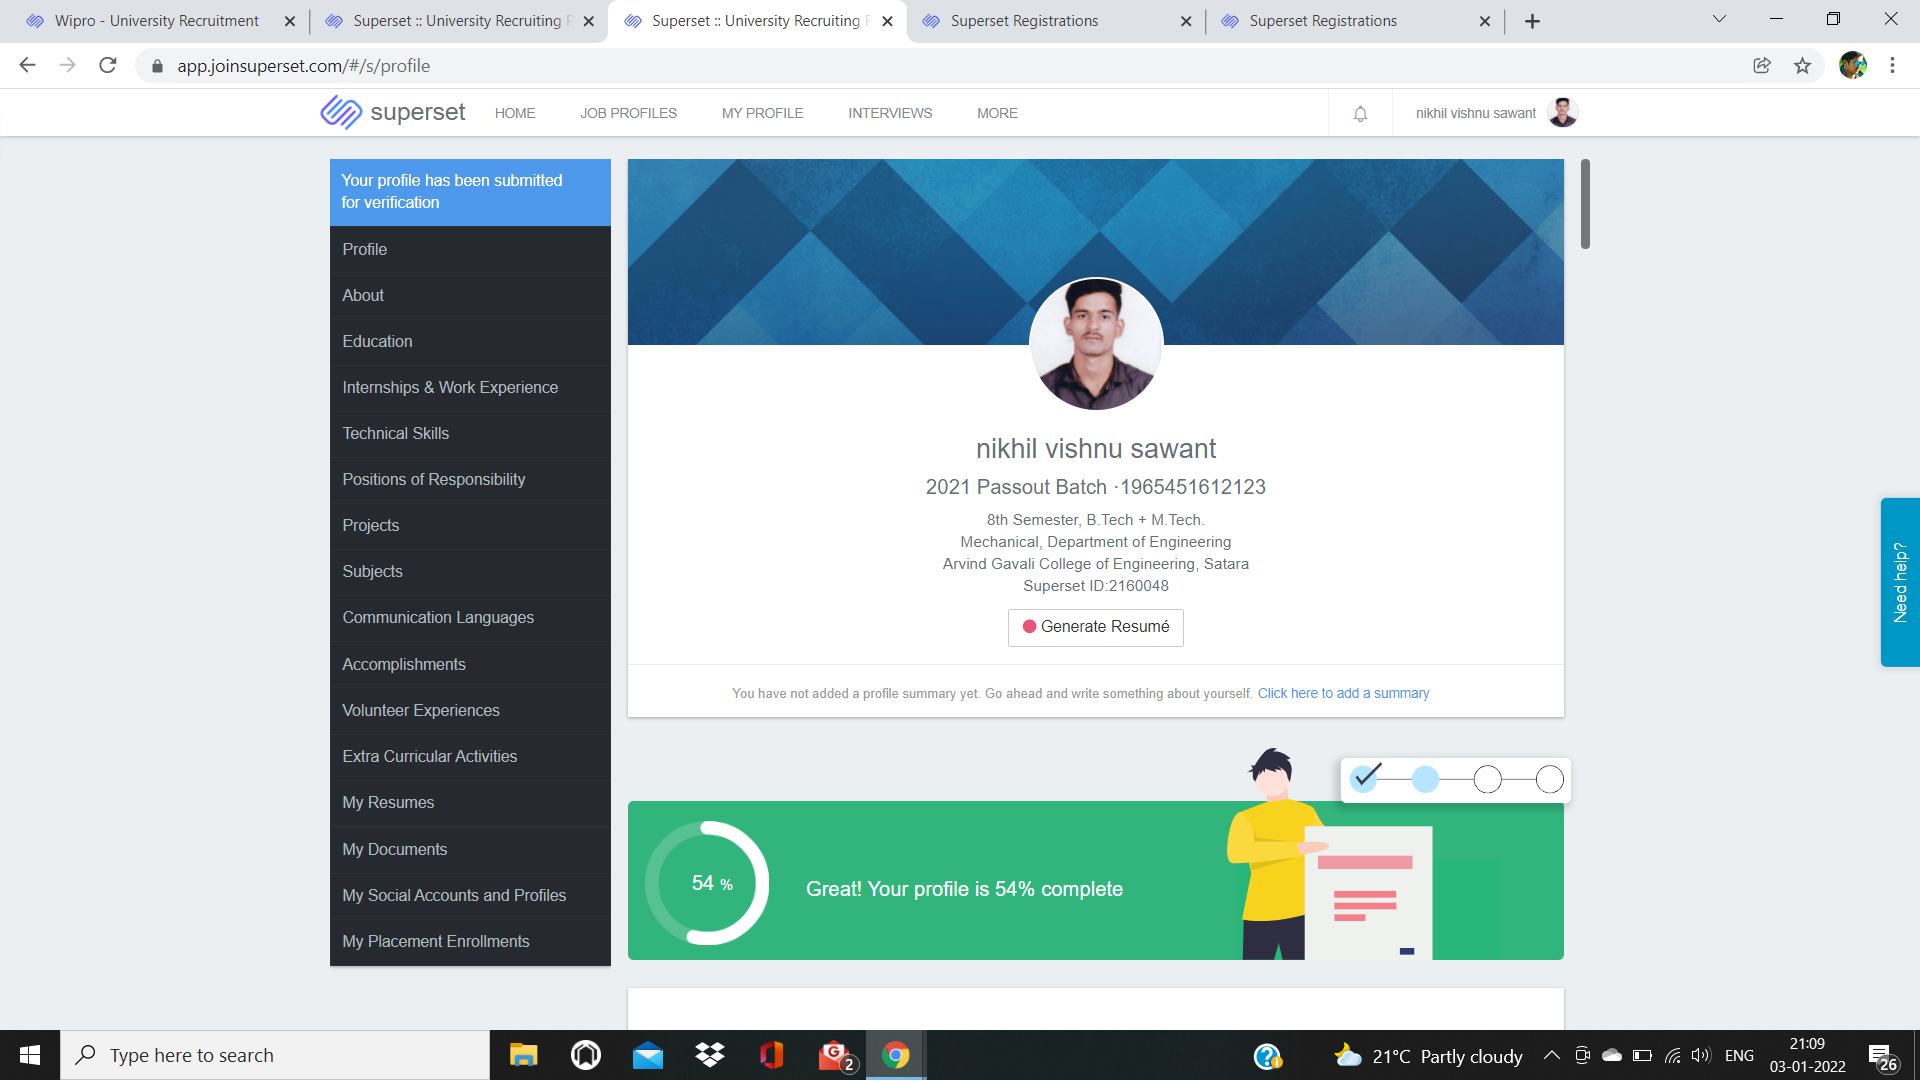 Wipro - University Recruitment
Superset :: University Recruiting
Superset :: University Recruiting
Superset Registrations
Superset Registrations
app.joinsuperset.com/#/s/profile
superset
HOME
JOB PROFILES
MY PROFILE
INTERVIEWS
MORE
nikhil vishnu sawant
Your profile has been submitted
for verification
Profile
About
Education
Internships & Work Experience
Technical Skills
Positions of Responsibility
Projects
Subjects
Communication Languages
Accomplishments
Volunteer Experiences
Extra Curricular Activities
My Resumes
My Documents
My Social Accounts and Profiles
My Placement Enrollments
nikhil vishnu sawant
2021 Passout Batch ·1965451612123
8th Semester, B.Tech + M.Tech.
Mechanical, Department of Engineering
Arvind Gavali College of Engineering, Satara
Superset ID:2160048
Generate Resumé
You have not added a profile summary yet. Go ahead and write something about yourself. Click here to add a summary
54 %
Great! Your profile is 54% complete
Need help?
Type here to search
2
21°C Partly cloudy
ENG
21:09
03-01-2022
26